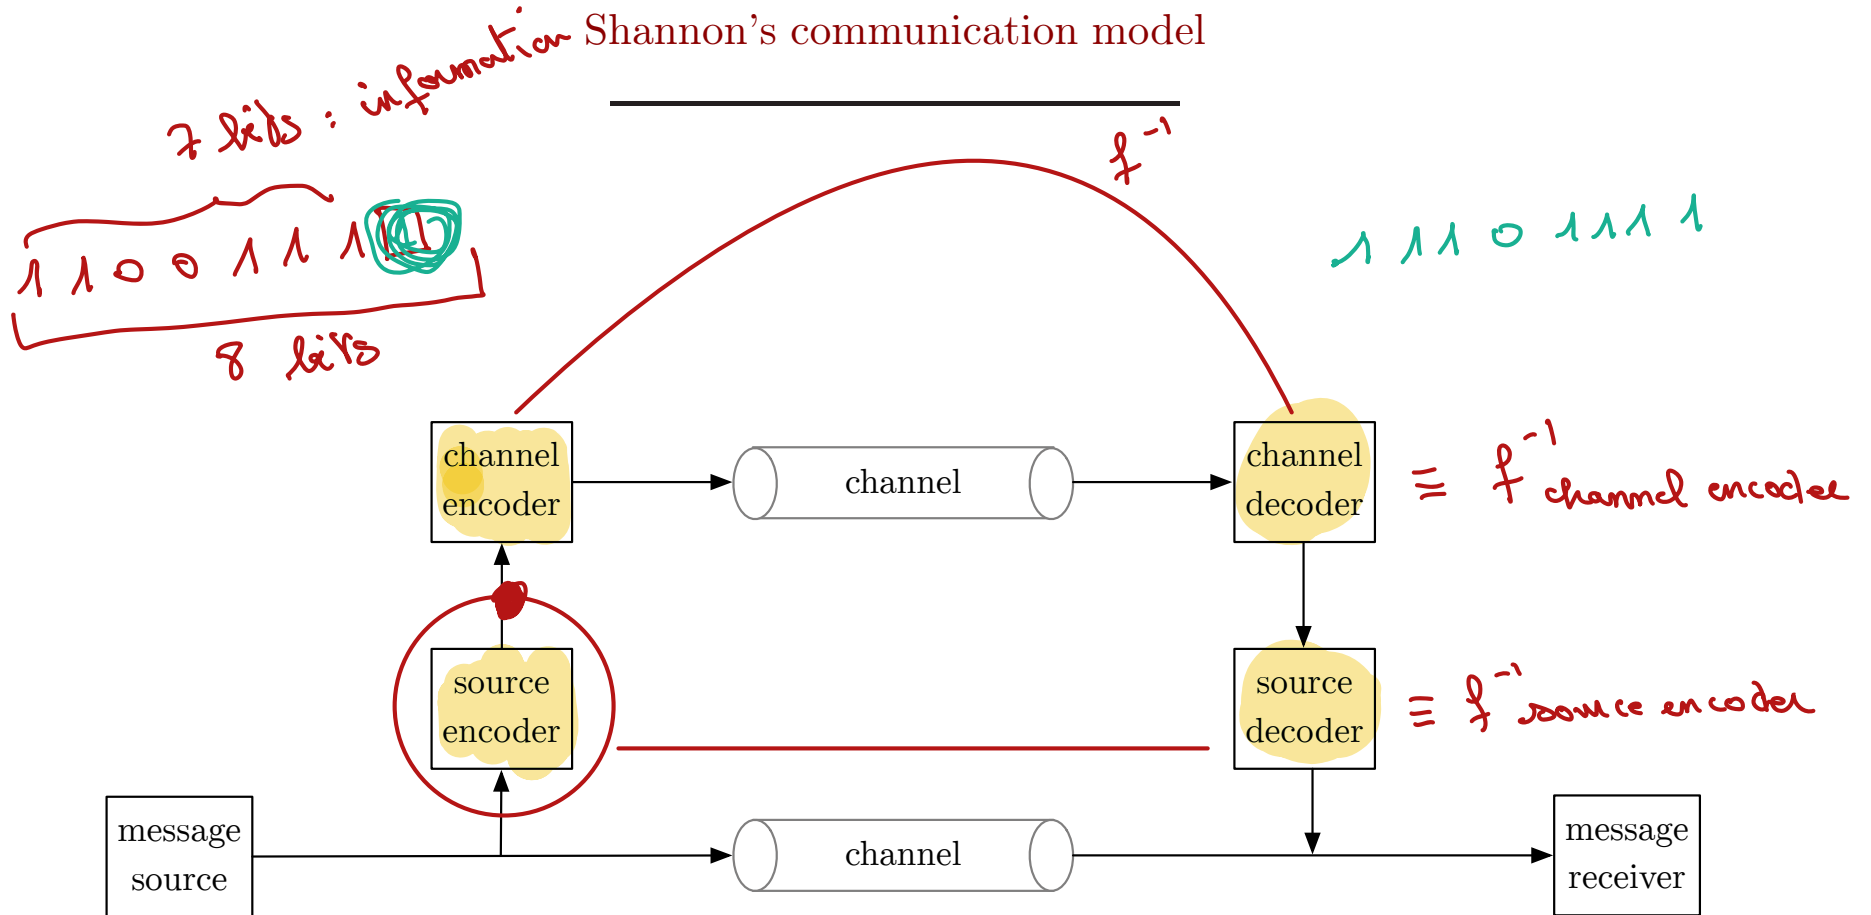 Shannon's communication model
7 bits : information
f⁻¹
1 1 0 0 1 1 1
1 1 1 0 1 1 1 1
8 bits
channel
encoder
channel
channel
decoder
≡ f⁻¹ channel encoder
source
encoder
source
decoder
≡ f⁻¹ source encoder
message
source
channel
message
receiver